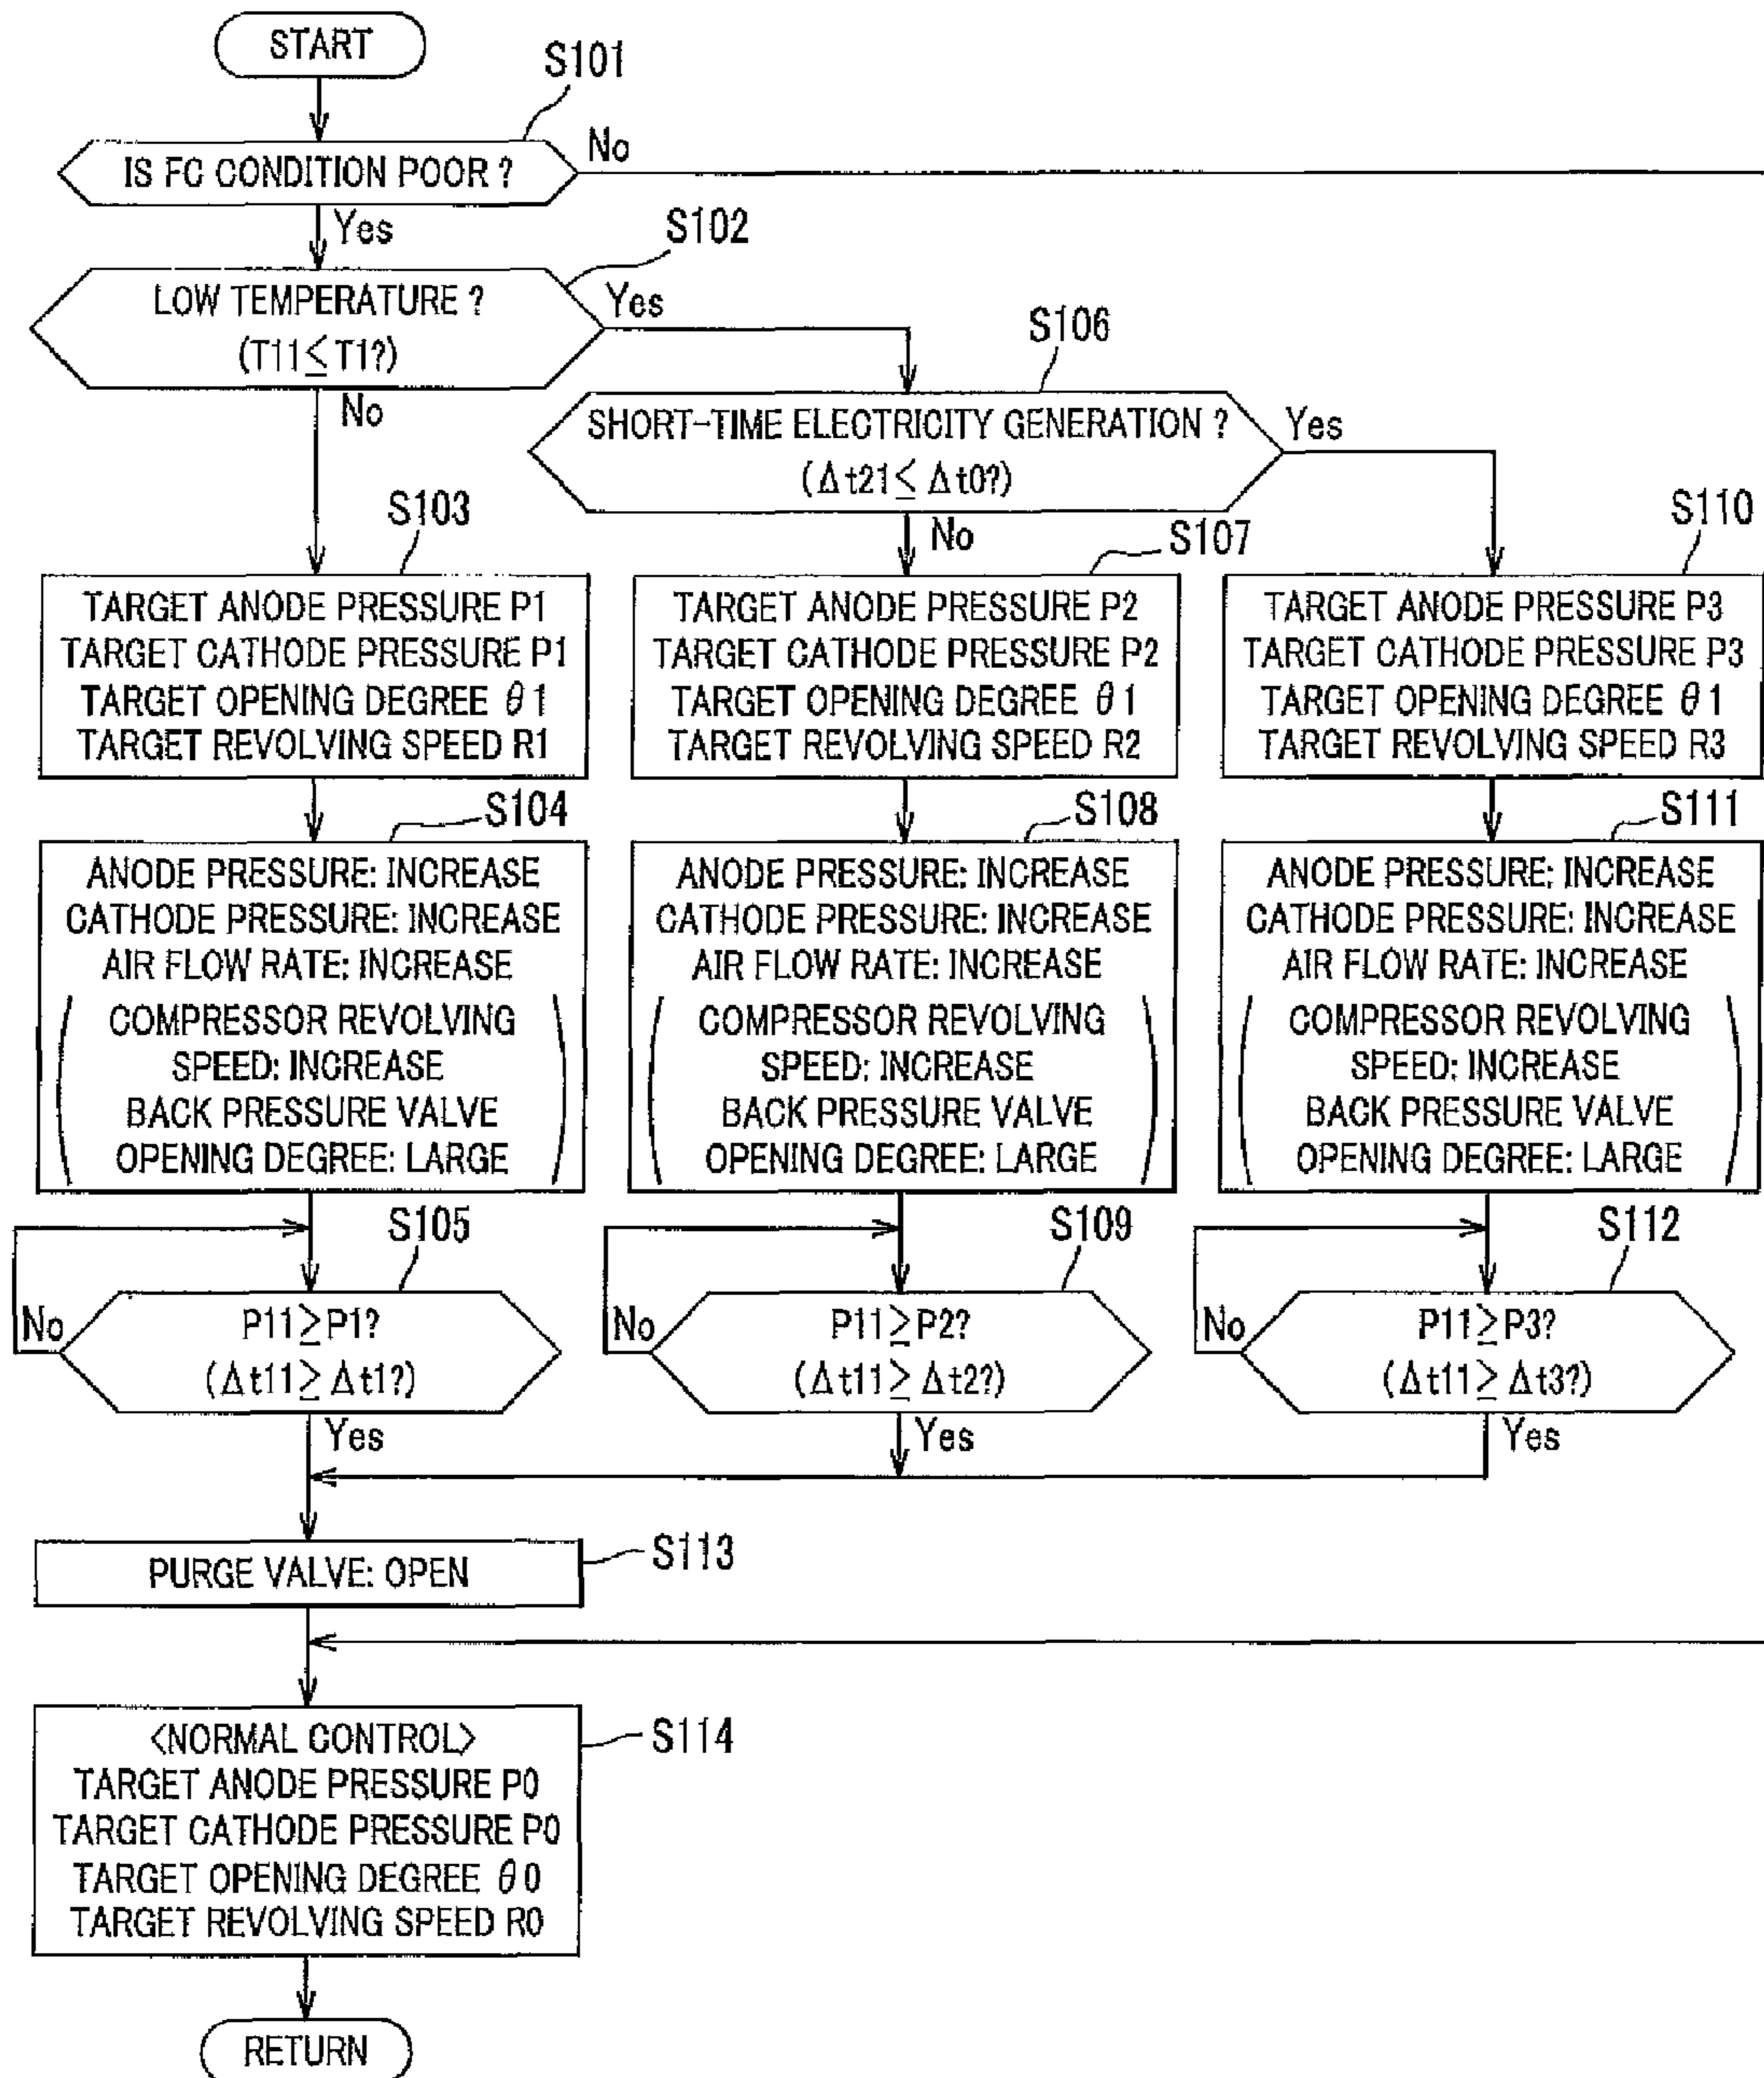 START
S101
IS FC CONDITION POOR ?
No
Yes
S102
LOW TEMPERATURE ?
(T11≦T1?)
Yes
No
S106
SHORT-TIME ELECTRICITY GENERATION ?
(Δt21≦Δt0?)
Yes
No
S103
TARGET ANODE PRESSURE P1
TARGET CATHODE PRESSURE P1
TARGET OPENING DEGREE θ1
TARGET REVOLVING SPEED R1
S107
TARGET ANODE PRESSURE P2
TARGET CATHODE PRESSURE P2
TARGET OPENING DEGREE θ1
TARGET REVOLVING SPEED R2
S110
TARGET ANODE PRESSURE P3
TARGET CATHODE PRESSURE P3
TARGET OPENING DEGREE θ1
TARGET REVOLVING SPEED R3
S104
ANODE PRESSURE: INCREASE
CATHODE PRESSURE: INCREASE
AIR FLOW RATE: INCREASE
(COMPRESSOR REVOLVING
SPEED: INCREASE
BACK PRESSURE VALVE
OPENING DEGREE: LARGE)
S108
ANODE PRESSURE: INCREASE
CATHODE PRESSURE: INCREASE
AIR FLOW RATE: INCREASE
(COMPRESSOR REVOLVING
SPEED: INCREASE
BACK PRESSURE VALVE
OPENING DEGREE: LARGE)
S111
ANODE PRESSURE: INCREASE
CATHODE PRESSURE: INCREASE
AIR FLOW RATE: INCREASE
(COMPRESSOR REVOLVING
SPEED: INCREASE
BACK PRESSURE VALVE
OPENING DEGREE: LARGE)
S105
P11≧P1?
(Δt11≧Δt1?)
No
Yes
S109
P11≧P2?
(Δt11≧Δt2?)
No
Yes
S112
P11≧P3?
(Δt11≧Δt3?)
No
Yes
S113
PURGE VALVE: OPEN
S114
<NORMAL CONTROL>
TARGET ANODE PRESSURE P0
TARGET CATHODE PRESSURE P0
TARGET OPENING DEGREE θ0
TARGET REVOLVING SPEED R0
RETURN